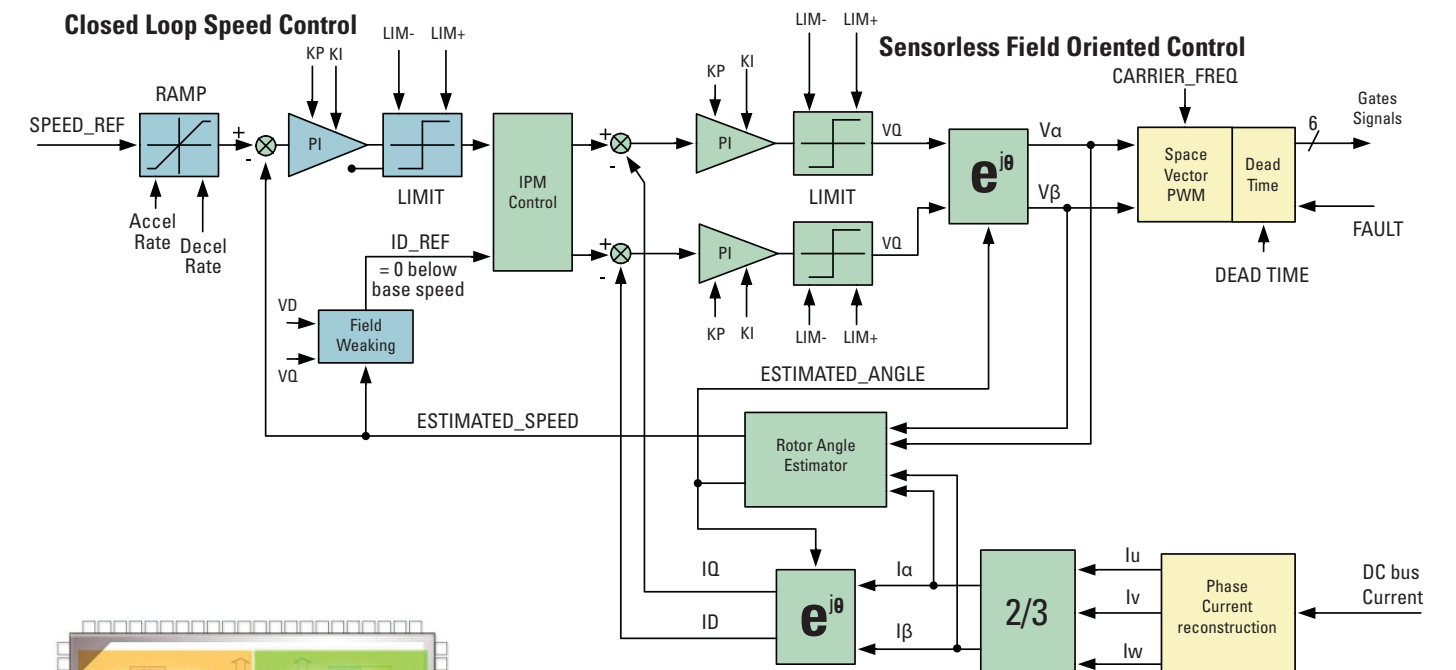 Closed Loop Speed Control
LIM- LIM+
KP KI
RAMP
SPEED_REF
+
-
PI
LIMIT
Accel
Rate
Decel
Rate
IPM
Control
ID_REF
= 0 below
base speed
VD
VQ
Field
Weaking
LIM- LIM+
Sensorless Field Oriented Control
KP
KI
+
-
PI
VQ
LIMIT
+
-
PI
VQ
KP KI
LIM- LIM+
e^jθ
Vα
Vβ
CARRIER_FREQ
Space
Vector
PWM
Dead
Time
6
Gates
Signals
FAULT
DEAD TIME
ESTIMATED_ANGLE
ESTIMATED_SPEED
Rotor Angle
Estimator
IQ
ID
e^jθ
Iα
Iβ
2/3
Iu
Iv
Iw
Phase
Current
reconstruction
DC bus
Current